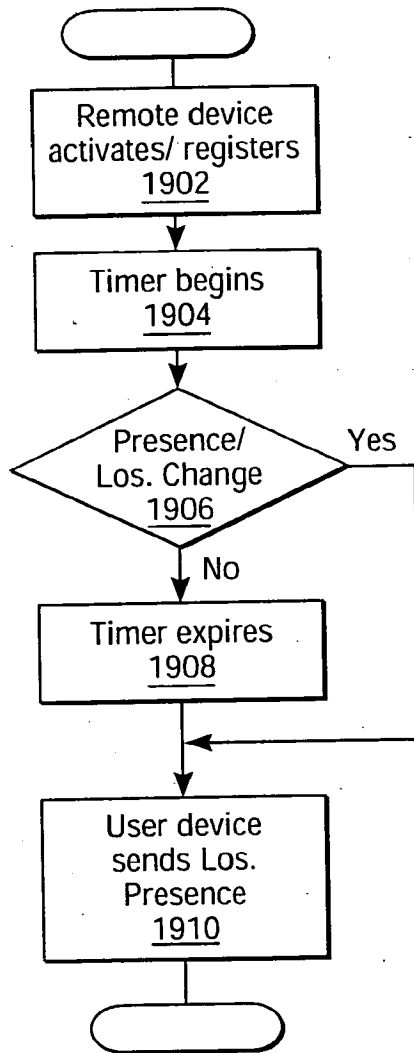 Remote device
activates/ registers
1902
Timer begins
1904
Presence/
Los. Change
1906
Yes
No
Timer expires
1908
User device
sends Los.
Presence
1910